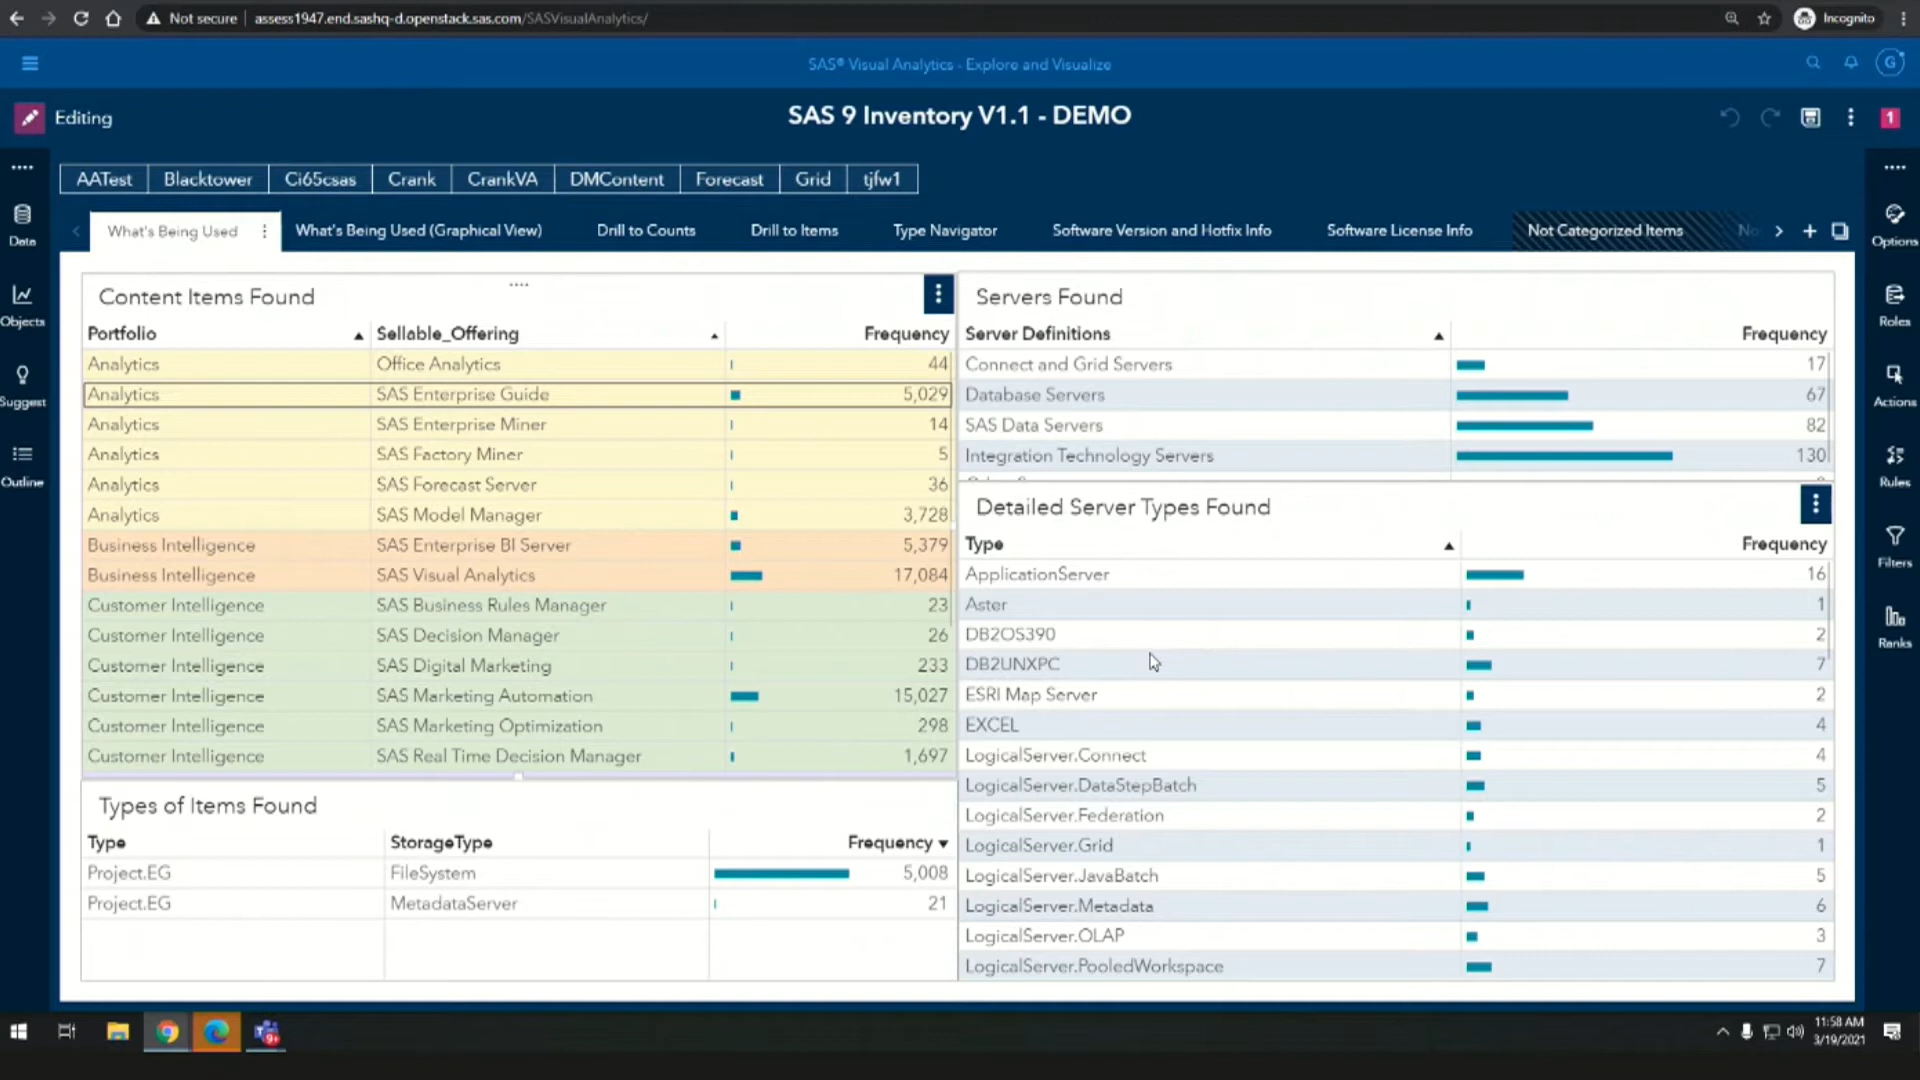 Not secure assess1947.end.sashq-d.openstack.sas.com/SASVisualAnalytics/ Incognito
SAS® Visual Analytics - Explore and Visualize G
Editing SAS 9 Inventory V1.1 - DEMO 1
AATest Blacktower Ci65csas Crank CrankVA DMContent Forecast Grid tjfw1
What's Being Used What's Being Used (Graphical View) Drill to Counts Drill to Items Type Navigator Software Version and Hotfix Info Software License Info Not Categorized Items
Data
Objects
Suggest
Outline
Content Items Found
Portfolio Sellable_Offering Frequency
Analytics Office Analytics 44
Analytics SAS Enterprise Guide 5,029
Analytics SAS Enterprise Miner 14
Analytics SAS Factory Miner 5
Analytics SAS Forecast Server 36
Analytics SAS Model Manager 3,728
Business Intelligence SAS Enterprise BI Server 5,379
Business Intelligence SAS Visual Analytics 17,084
Customer Intelligence SAS Business Rules Manager 23
Customer Intelligence SAS Decision Manager 26
Customer Intelligence SAS Digital Marketing 233
Customer Intelligence SAS Marketing Automation 15,027
Customer Intelligence SAS Marketing Optimization 298
Customer Intelligence SAS Real Time Decision Manager 1,697
Types of Items Found
Type StorageType Frequency
Project.EG FileSystem 5,008
Project.EG MetadataServer 21
Servers Found
Server Definitions Frequency
Connect and Grid Servers 17
Database Servers 67
SAS Data Servers 82
Integration Technology Servers 130
Detailed Server Types Found
Type Frequency
ApplicationServer 16
Aster 1
DB2OS390 2
DB2UNXPC 7
ESRI Map Server 2
EXCEL 4
LogicalServer.Connect 4
LogicalServer.DataStepBatch 5
LogicalServer.Federation 2
LogicalServer.Grid 1
LogicalServer.JavaBatch 5
LogicalServer.Metadata 6
LogicalServer.OLAP 3
LogicalServer.PooledWorkspace 7
Options
Roles
Actions
Rules
Filters
Ranks
9+
11:58 AM
3/19/2021